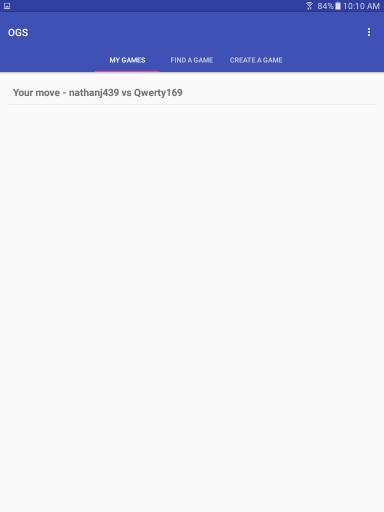 84% 10:10 AM
OGS
MY GAMES FIND A GAME CREATE A GAME
Your move - nathanj439 vs Qwerty169